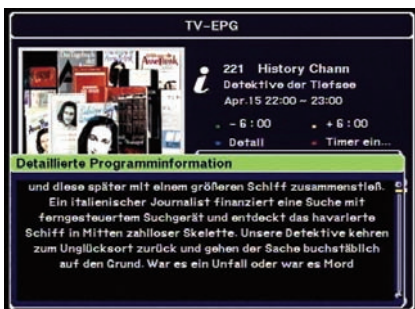 TV-EPG
221 History Chann
Detektive der Tiefsee
Apr.15 22:00 ~ 23:00
- 6:00 + 6:00
Detail Timer ein...
Detaillierte Programminformation
und diese später mit einem größeren Schiff zusammenstieß.
Ein italienischer Journalist finanziert eine Suche mit
ferngesteuertem Suchgerät und entdeckt das havarierte
Schiff in Mitten zahlloser Skelette. Unsere Detektive kehren
zum Unglücksort zurück und gehen der Sache buchstäblich
auf den Grund. War es ein Unfall oder war es Mord